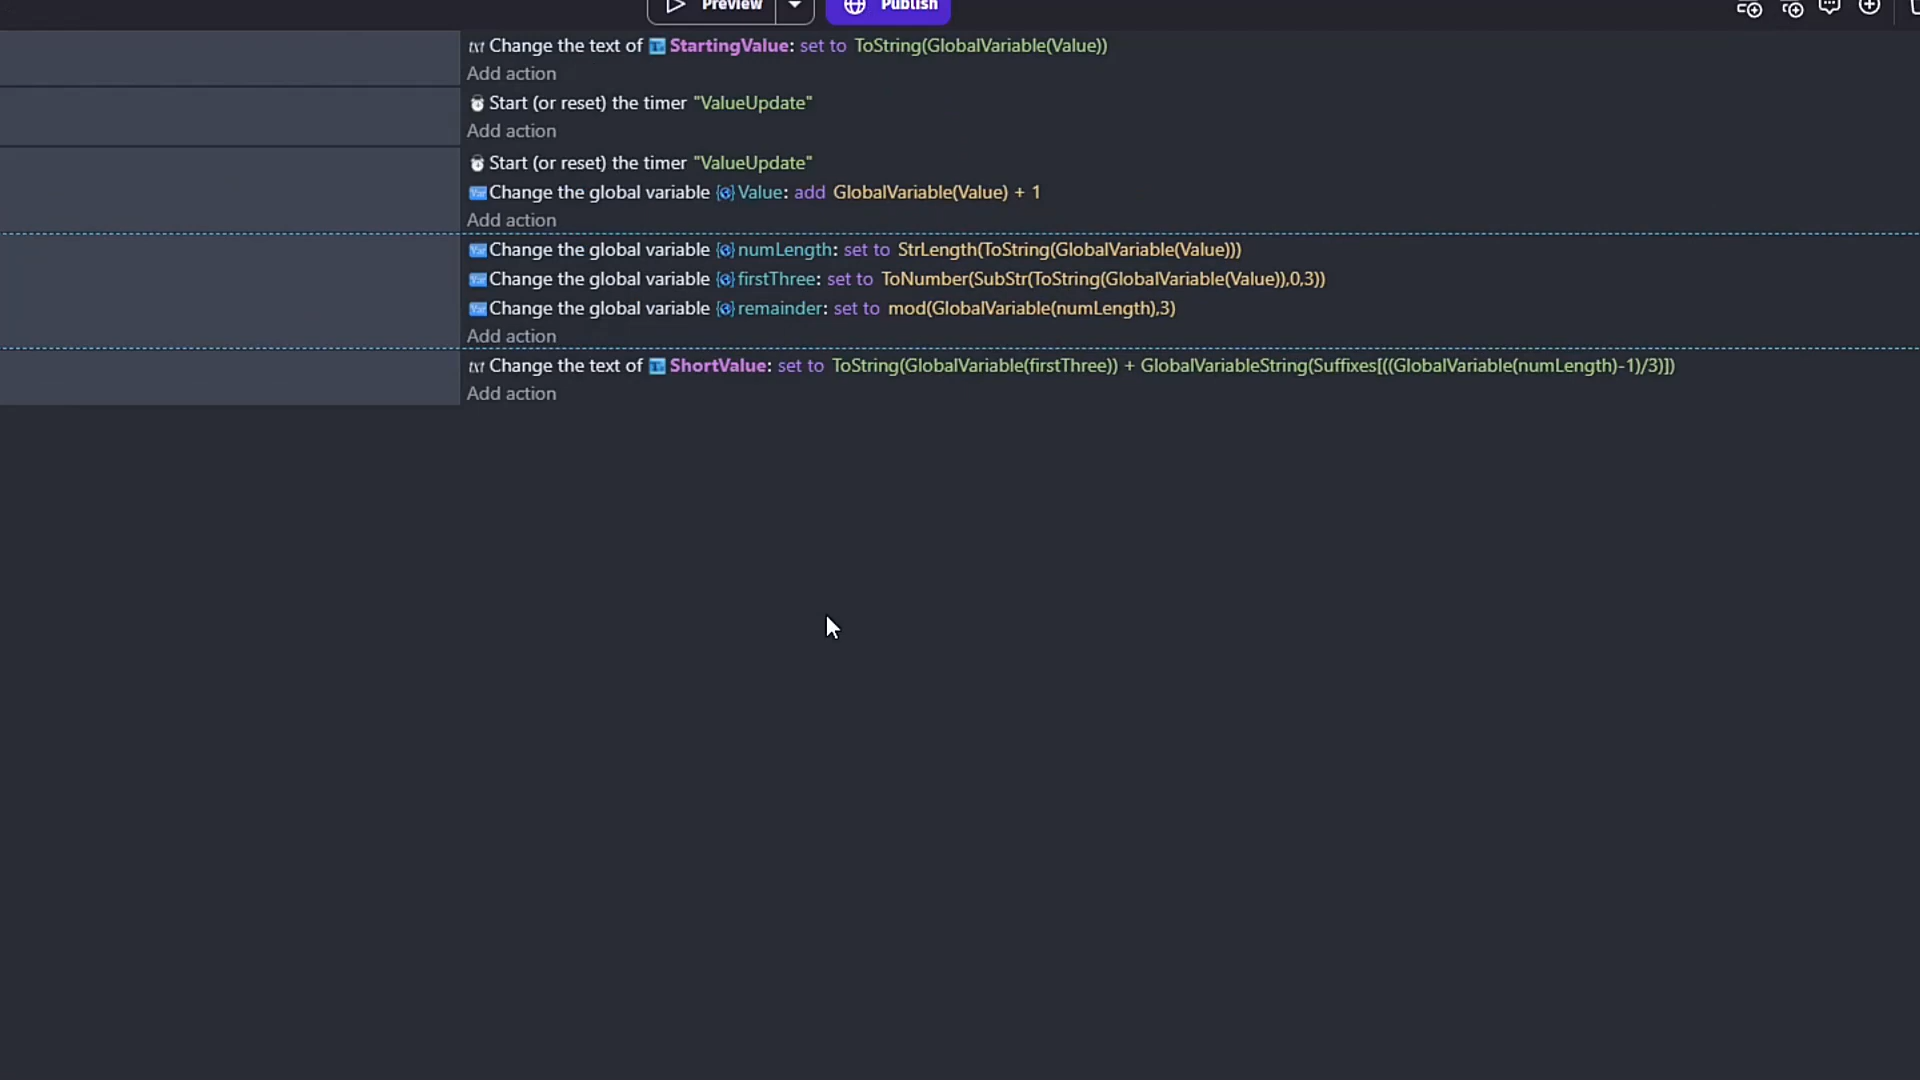 Preview
Publish
Change the text of StartingValue: set to ToString(GlobalVariable(Value))
Add action
Start (or reset) the timer "ValueUpdate"
Add action
Start (or reset) the timer "ValueUpdate"
Change the global variable Value: add GlobalVariable(Value) + 1
Add action
Change the global variable numLength: set to StrLength(ToString(GlobalVariable(Value)))
Change the global variable firstThree: set to ToNumber(SubStr(ToString(GlobalVariable(Value)),0,3))
Change the global variable remainder: set to mod(GlobalVariable(numLength),3)
Add action
Change the text of ShortValue: set to ToString(GlobalVariable(firstThree)) + GlobalVariableString(Suffixes[((GlobalVariable(numLength)-1)/3)])
Add action